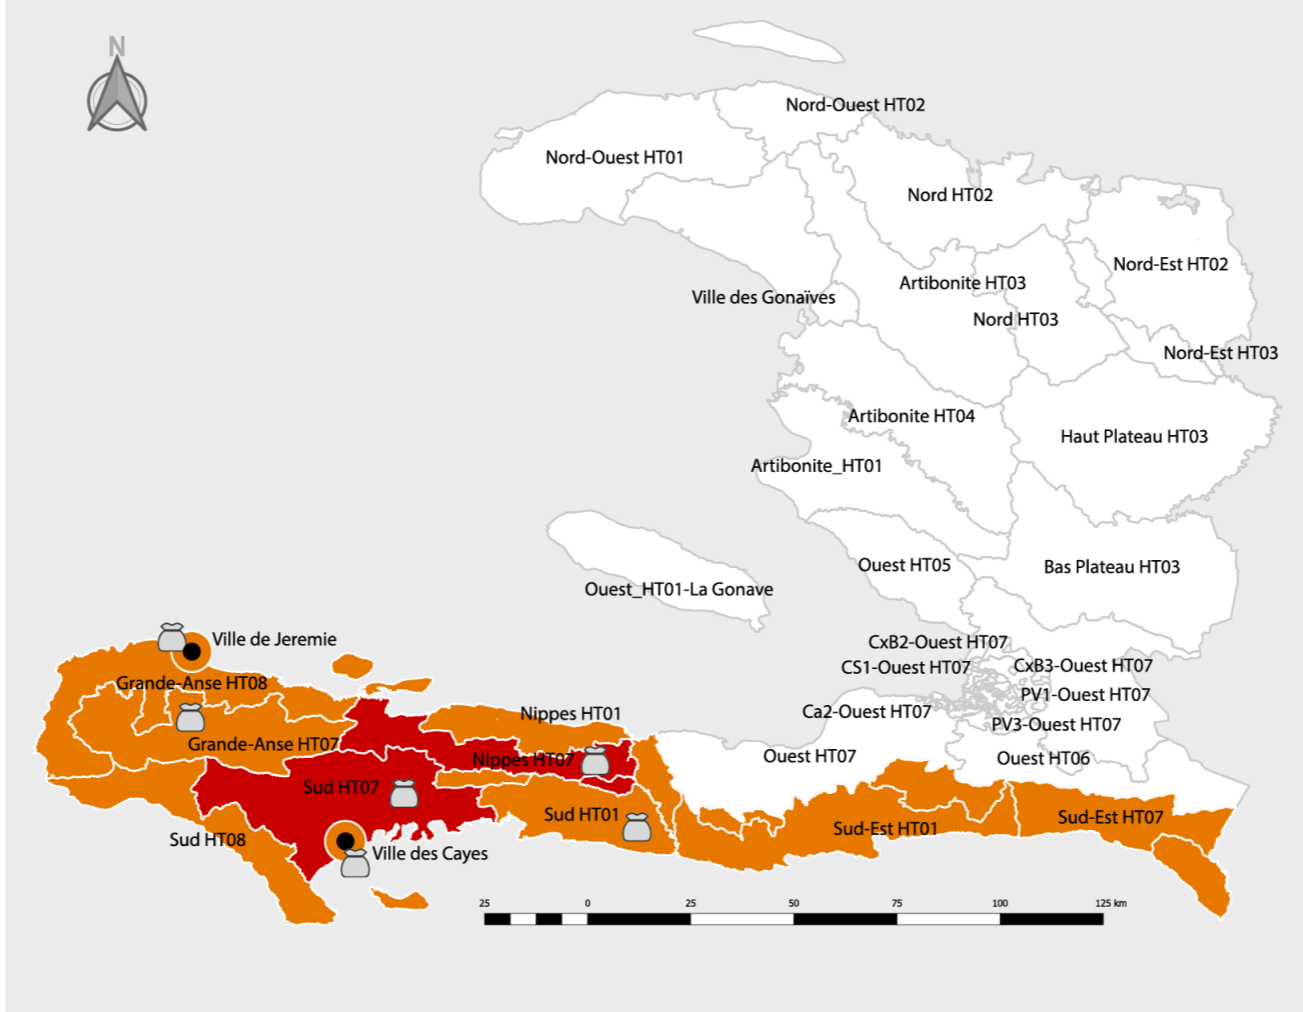 N
Nord-Ouest HT02
Nord-Ouest HT01
Nord HT02
Nord-Est HT02
Artibonite HT03
Ville des Gonaïves
Nord HT03
Nord-Est HT03
Artibonite HT04
Haut Plateau HT03
Artibonite_HT01
Ouest HT05
Bas Plateau HT03
Ouest_HT01-La Gonave
Ville de Jeremie
CxB2-Ouest HT07
CS1-Ouest HT07
CxB3-Ouest HT07
Grande-Anse HT08
PV1-Ouest HT07
Nippes HT01
Ca2-Ouest HT07
PV3-Ouest HT07
Grande-Anse HT07
Nippes HT07
Ouest HT07
Ouest HT06
Sud HT07
Sud HT01
Sud-Est HT01
Sud-Est HT07
Sud HT08
Ville des Cayes
25 0 25 50 75 100 125 km